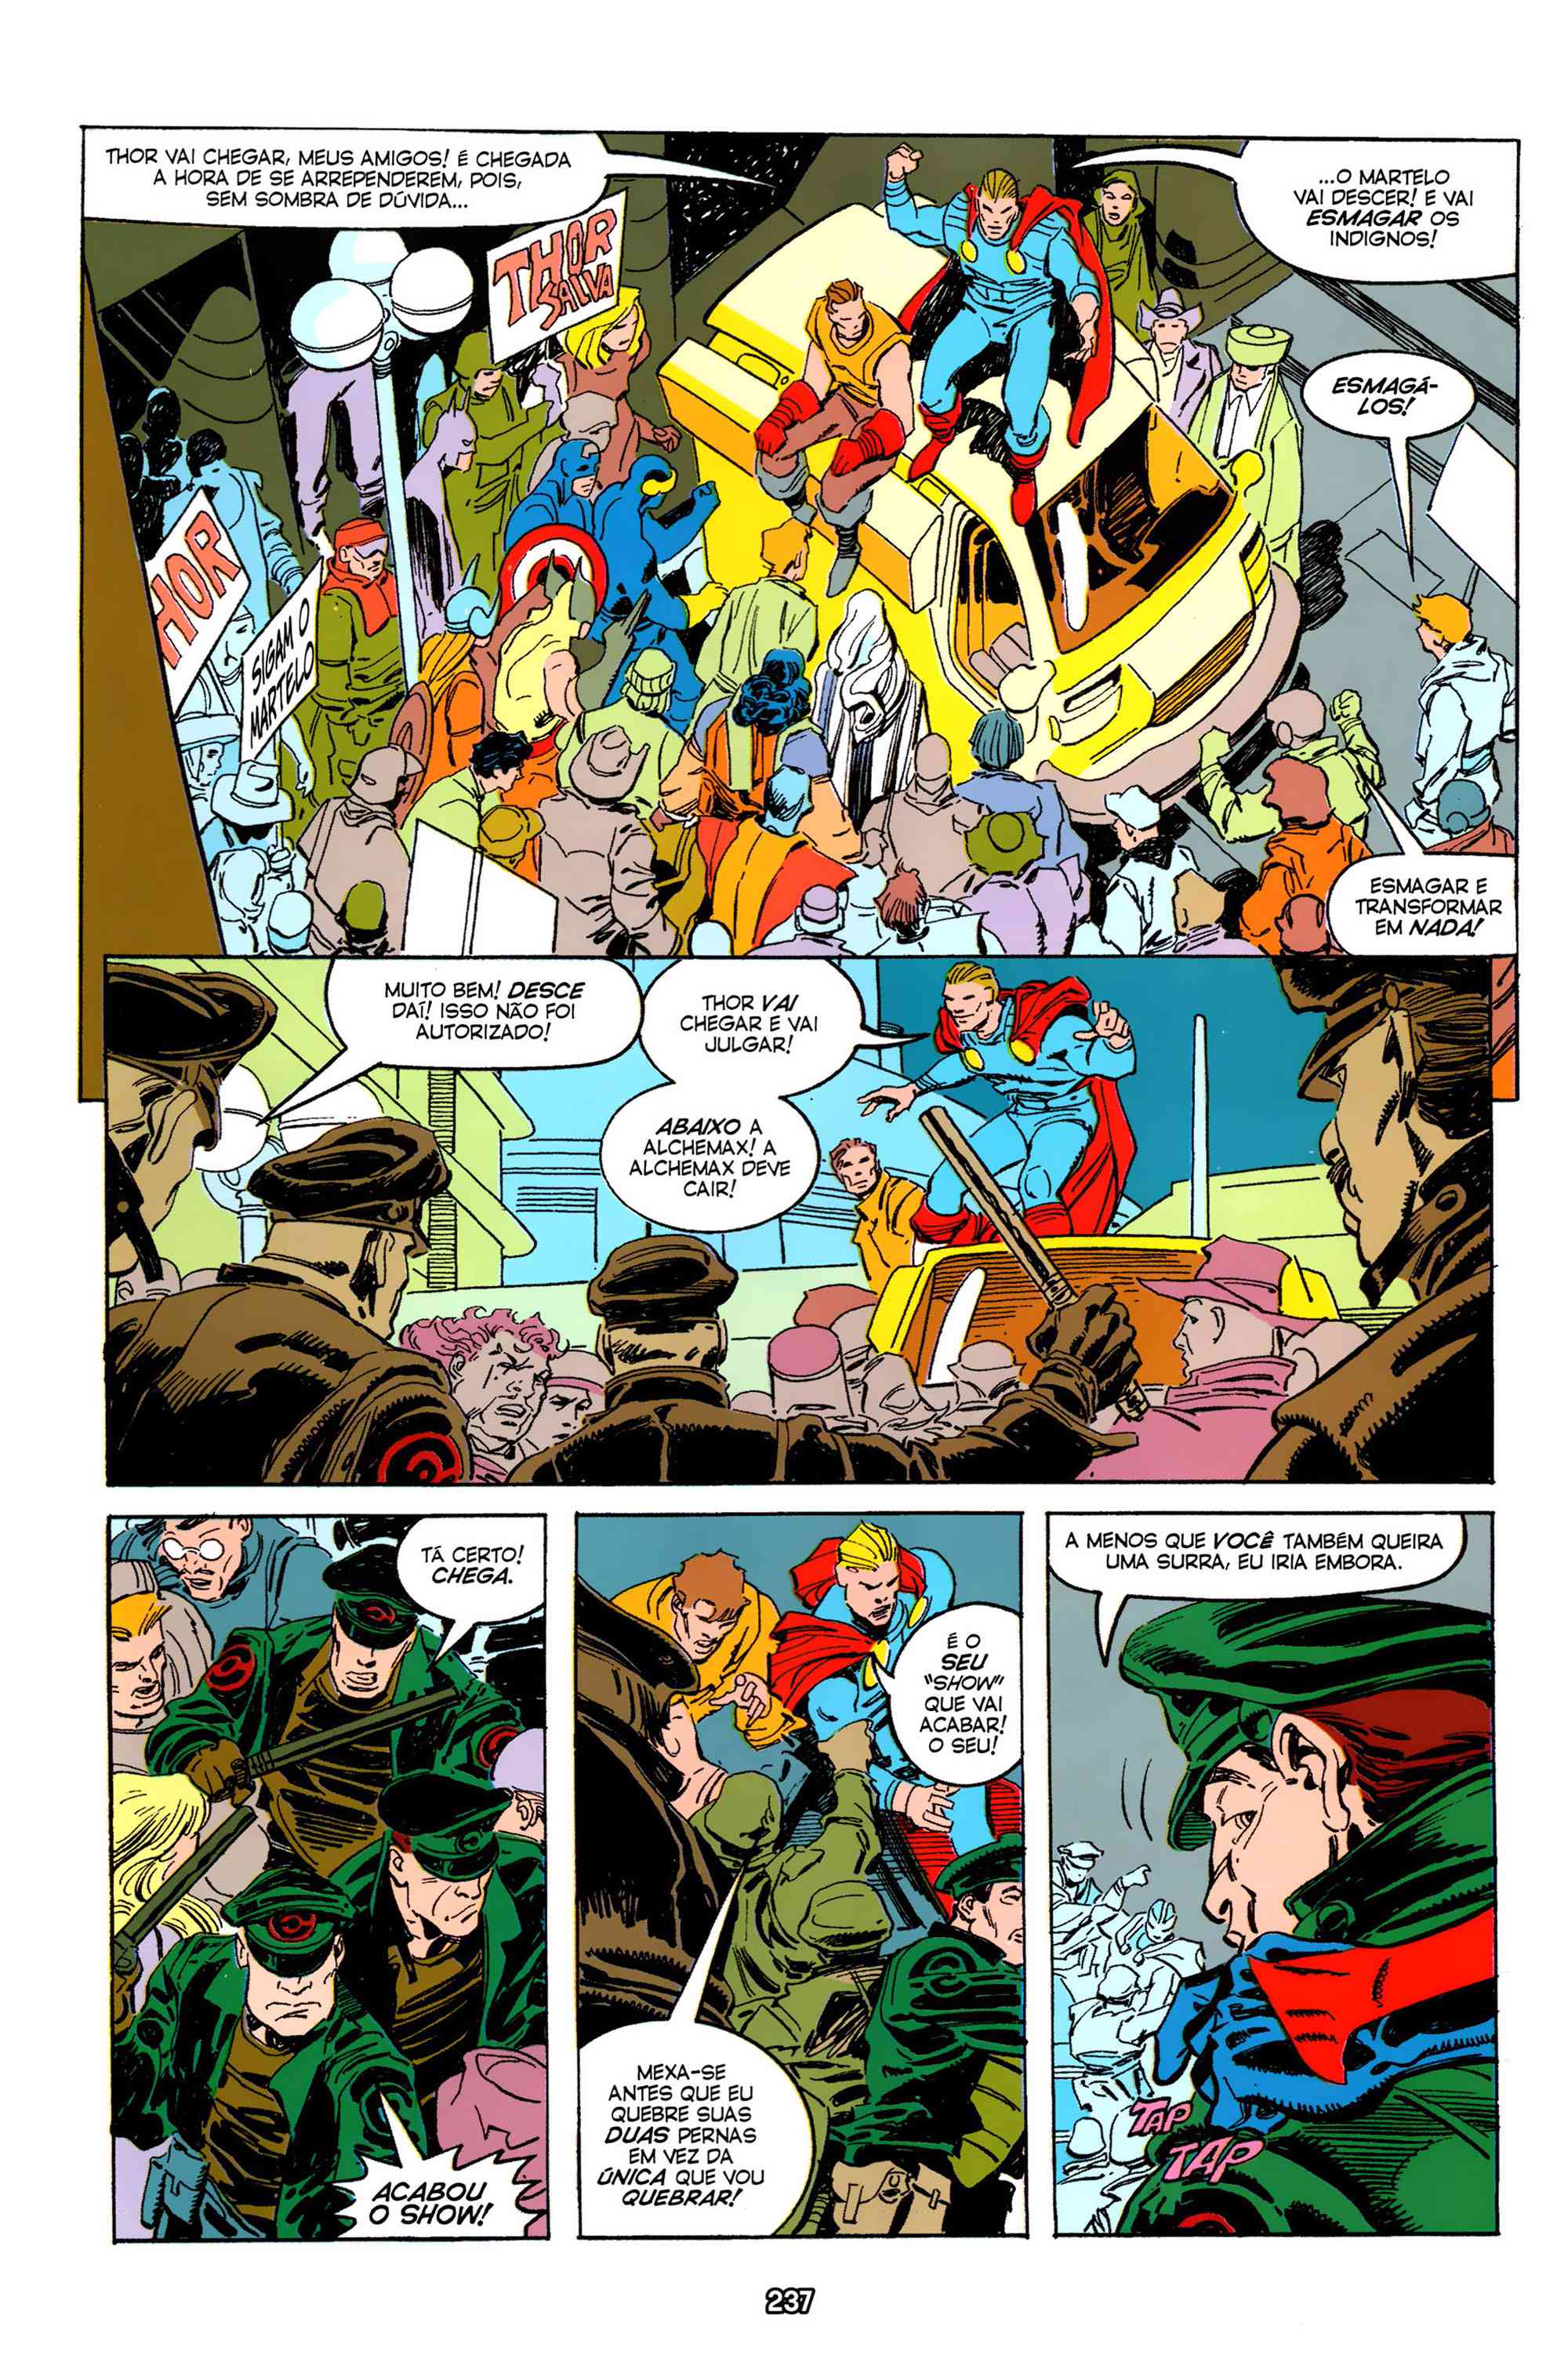 THOR VAI CHEGAR, MEUS AMIGOS! É CHEGADA
A HORA DE SE ARREPENDEREM, POIS,
SEM SOMBRA DE DÚVIDA...
...O MARTELO
VAI DESCER! E VAI
ESMAGAR OS
INDIGNOS!
THOR
SALVA
HOR
SIGAM O
MARTELO
ESMAGÁ-
LOS!
ESMAGAR E
TRANSFORMAR
EM NADA!
MUITO BEM! DESCE
DAÍ! ISSO NÃO FOI
AUTORIZADO!
THOR VAI
CHEGAR E VAI
JULGAR!
ABAIXO A
ALCHEMAX! A
ALCHEMAX DEVE
CAIR!
TÁ CERTO!
CHEGA.
ACABOU
O SHOW!
É O
SEU
"SHOW"
QUE VAI
ACABAR!
O SEU!
MEXA-SE
ANTES QUE EU
QUEBRE SUAS
DUAS PERNAS
EM VEZ DA
ÚNICA QUE VOU
QUEBRAR!
A MENOS QUE VOCÊ TAMBÉM QUEIRA
UMA SURRA, EU IRIA EMBORA.
TAP
TAP
237